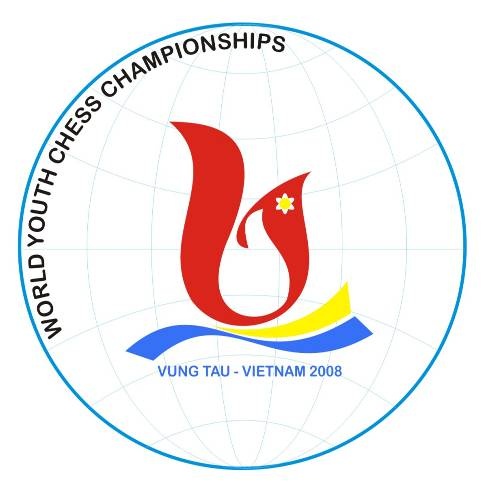 WORLD YOUTH CHESS CHAMPIONSHIPS
VUNG TAU - VIETNAM 2008